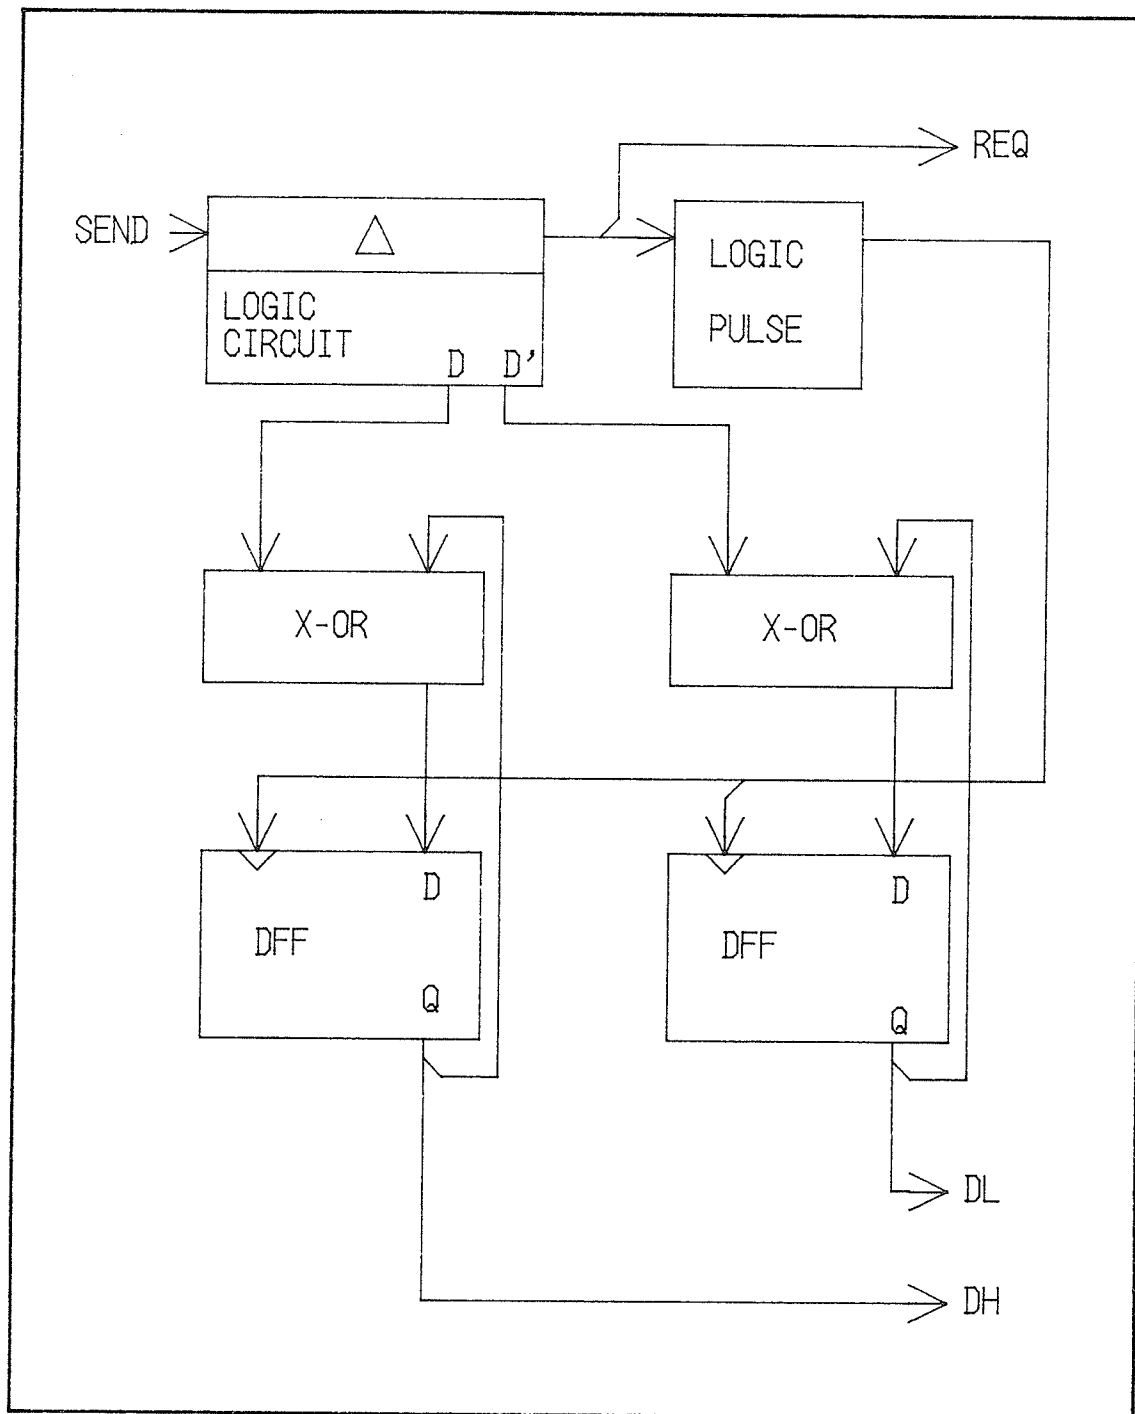 REQ
SEND
LOGIC
PULSE
LOGIC
CIRCUIT
D D'
X-OR
X-OR
D
D
DFF
DFF
Q
Q
DL
DH